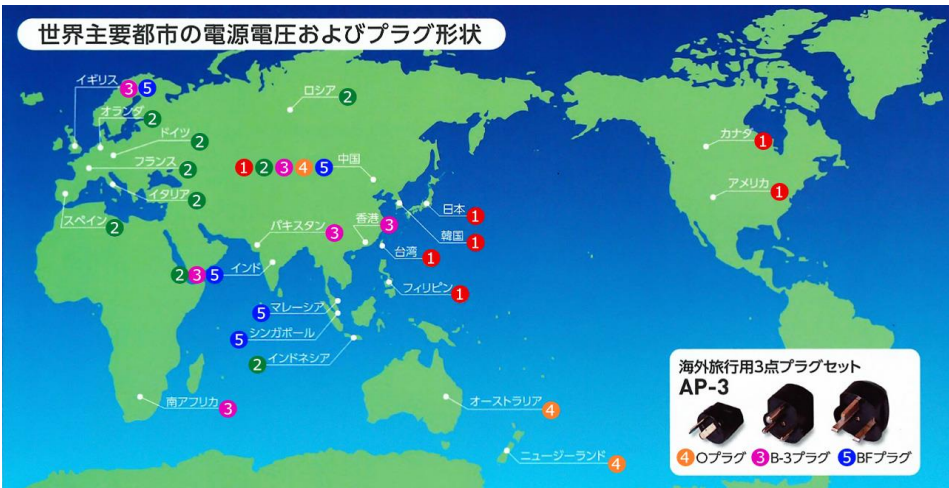 世界主要都市の電源電圧およびプラグ形状
イギリス 3 5
オランダ 2
ドイツ 2
フランス 2
イタリア 2
スペイン 2
ロシア 2
1 2 3 4 5 中国
パキスタン 3
香港 3
日本 1
韓国 1
台湾 1
2 3 5 インド
フィリピン 1
5 マレーシア
5 シンガポール
2 インドネシア
南アフリカ 3
オーストラリア 4
ニュージーランド 4
カナダ 1
アメリカ 1
海外旅行用3点プラグセット
AP-3
4 Oプラグ 3 B-3プラグ 5 BFプラグ